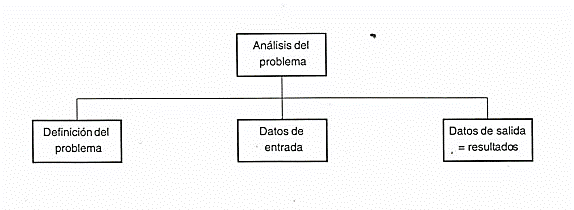 Análisis del
problema
Definición del
problema
Datos de
entrada
Datos de salida
= resultados